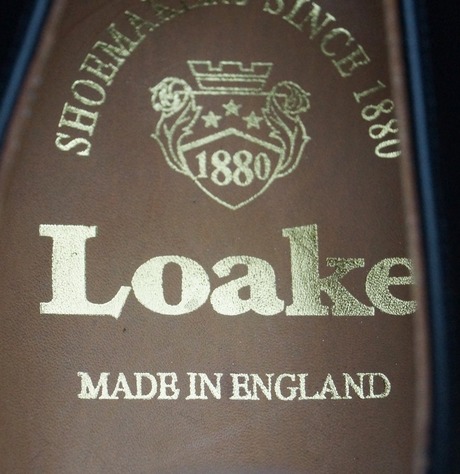 SHOEMAKERS SINCE 1880
1880
Loake
MADE IN ENGLAND